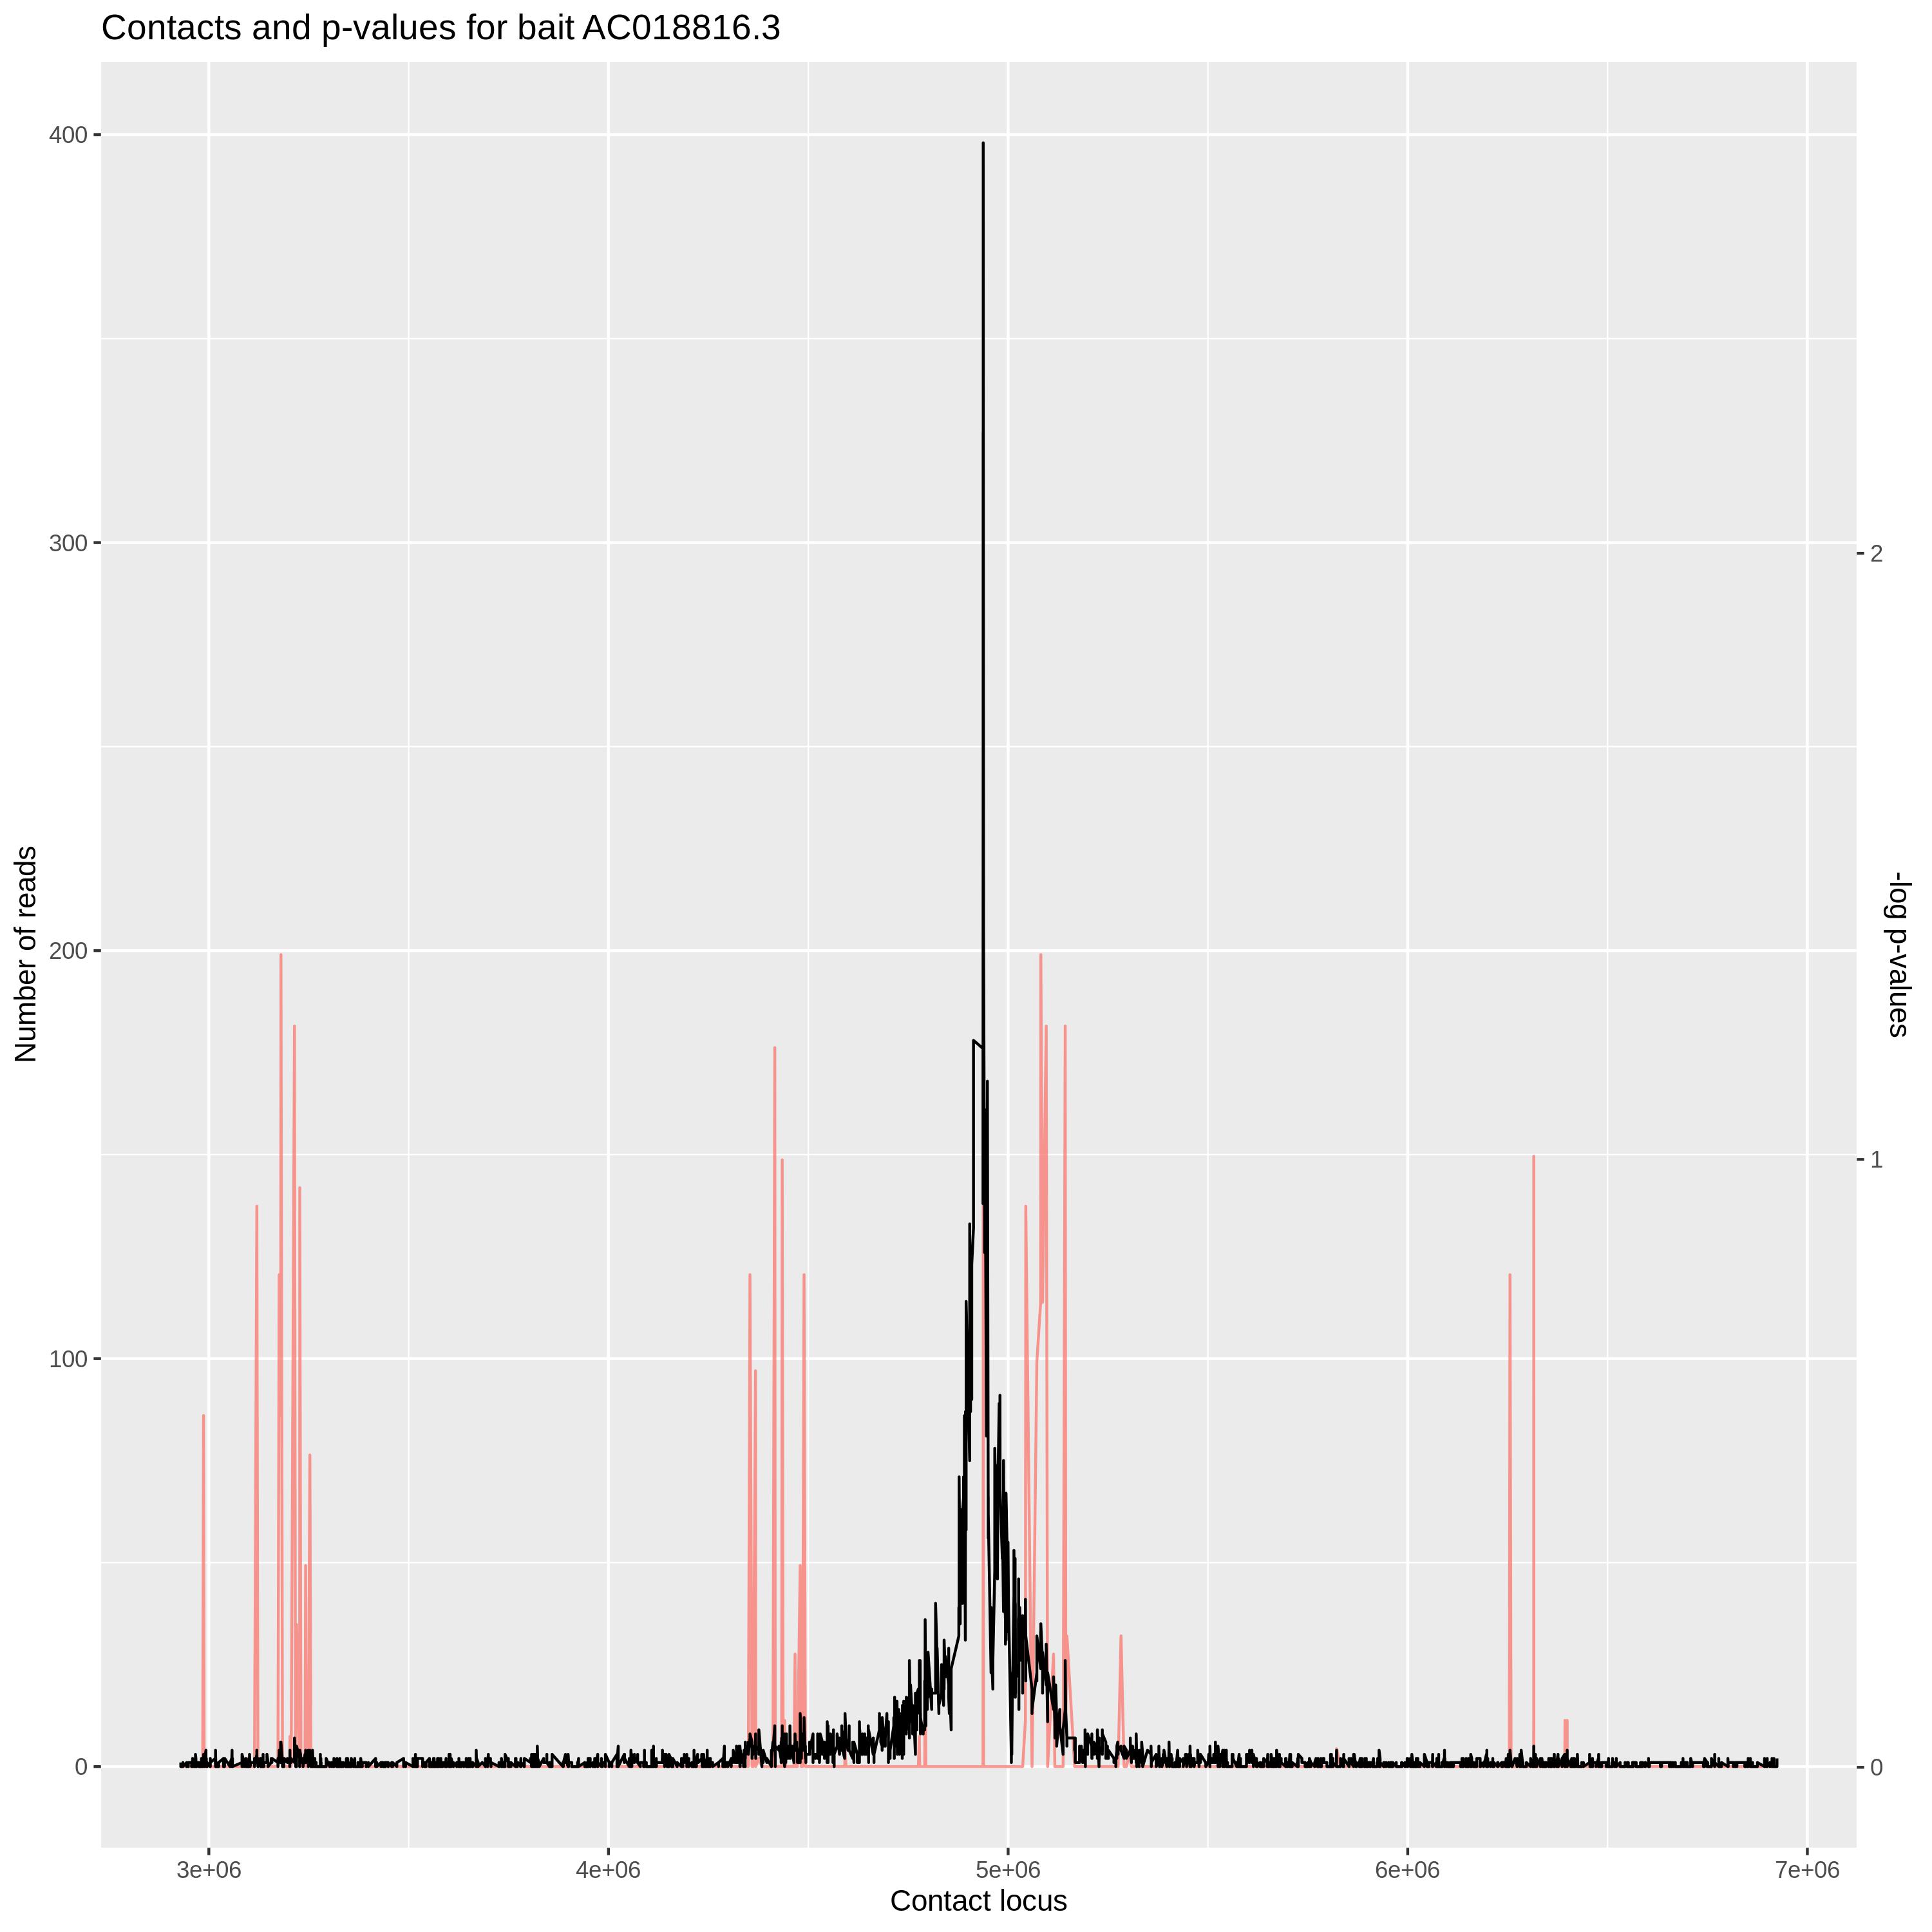 Contacts and p-values for bait AC018816.3
400
300
200
100
0
Number of reads
2
1
0
-log p-values
3e+06
4e+06
5e+06
6e+06
7e+06
Contact locus